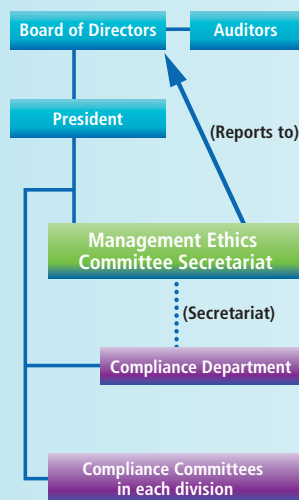 Board of Directors
Auditors
President
(Reports to)
Management Ethics
Committee Secretariat
(Secretariat)
Compliance Department
Compliance Committees
in each division